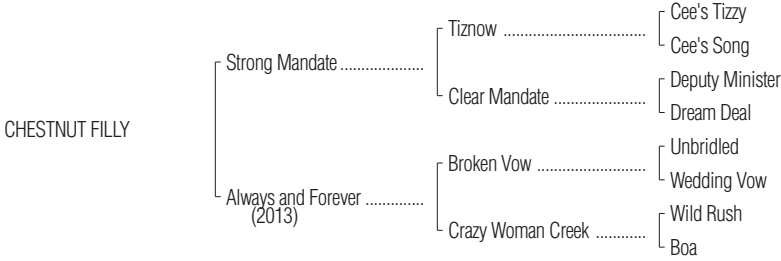 Cee's Tizzy
Tiznow ....................................
Cee's Song
Strong Mandate .....................
Deputy Minister
Clear Mandate .......................
Dream Deal
CHESTNUT FILLY
Unbridled
Broken Vow ...........................
Wedding Vow
Always and Forever ..............
(2013)
Wild Rush
Crazy Woman Creek ............
Boa